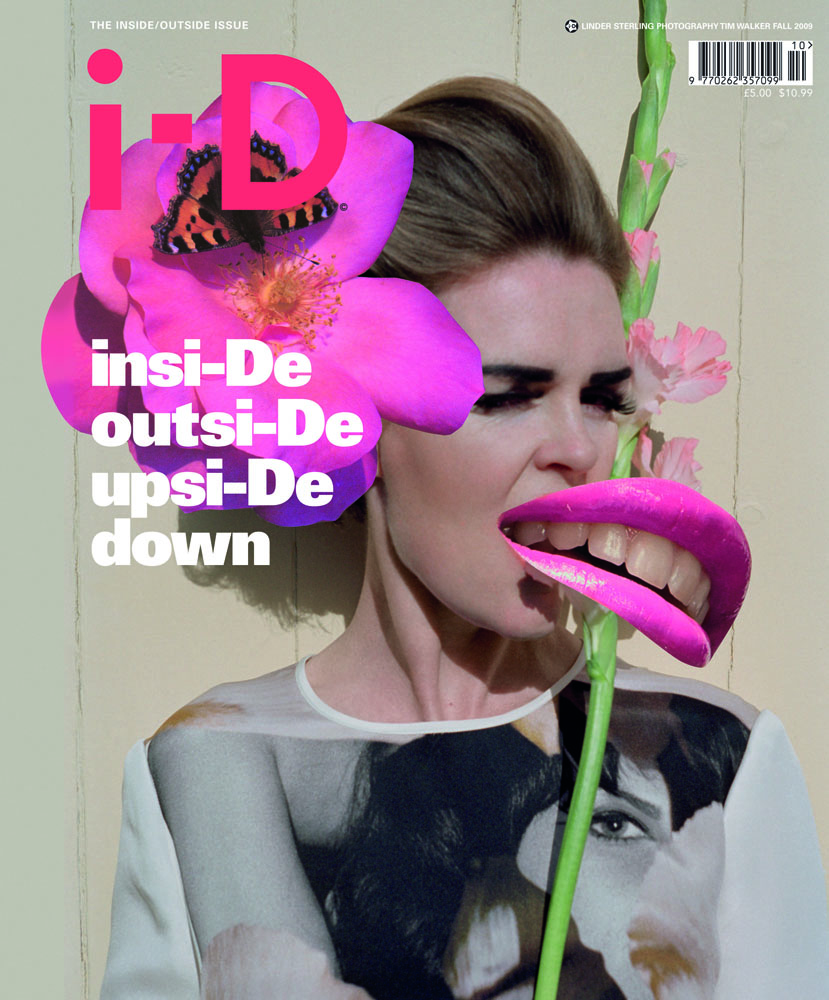 THE INSIDE/OUTSIDE ISSUE
LINDER STERLING PHOTOGRAPHY TIM WALKER FALL 2009
i-D
©
10>
9 770262 357099
£5.00 $10.99
insi-De
outsi-De
upsi-De
down